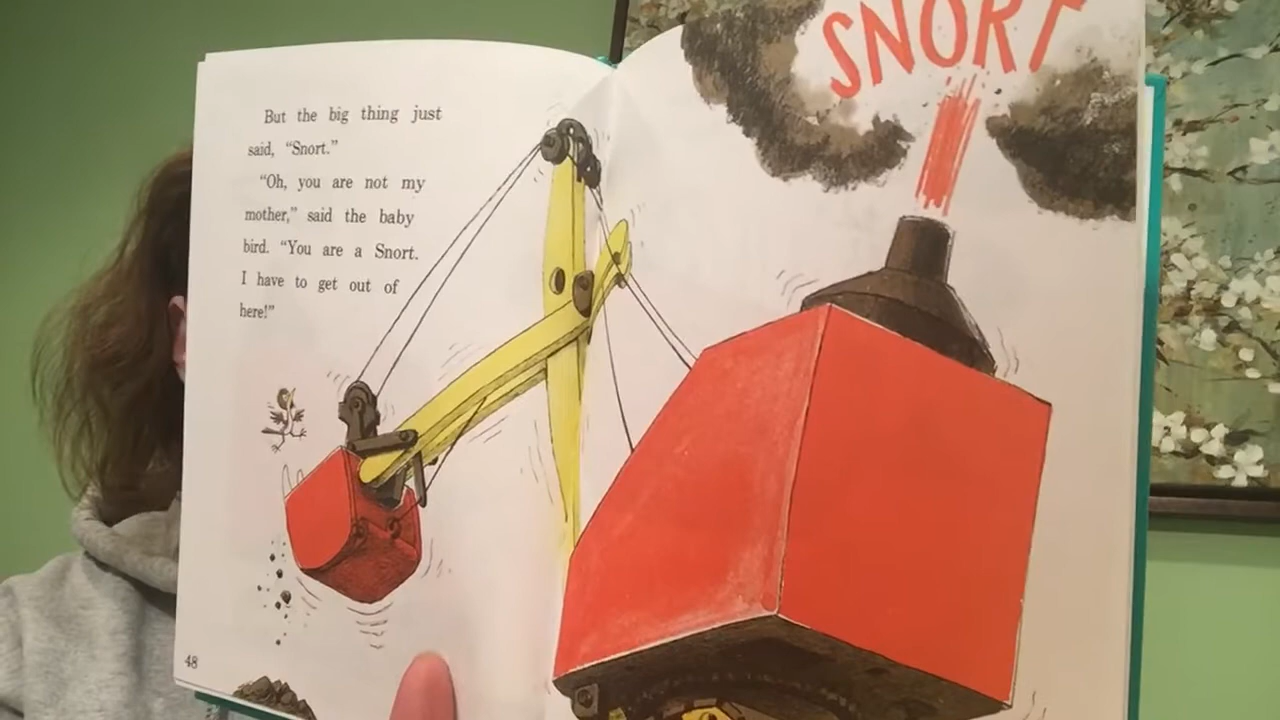 But the big thing just
said, "Snort."
"Oh, you are not my
mother," said the baby
bird. "You are a Snort.
I have to get out of
here!"
48
SNORT